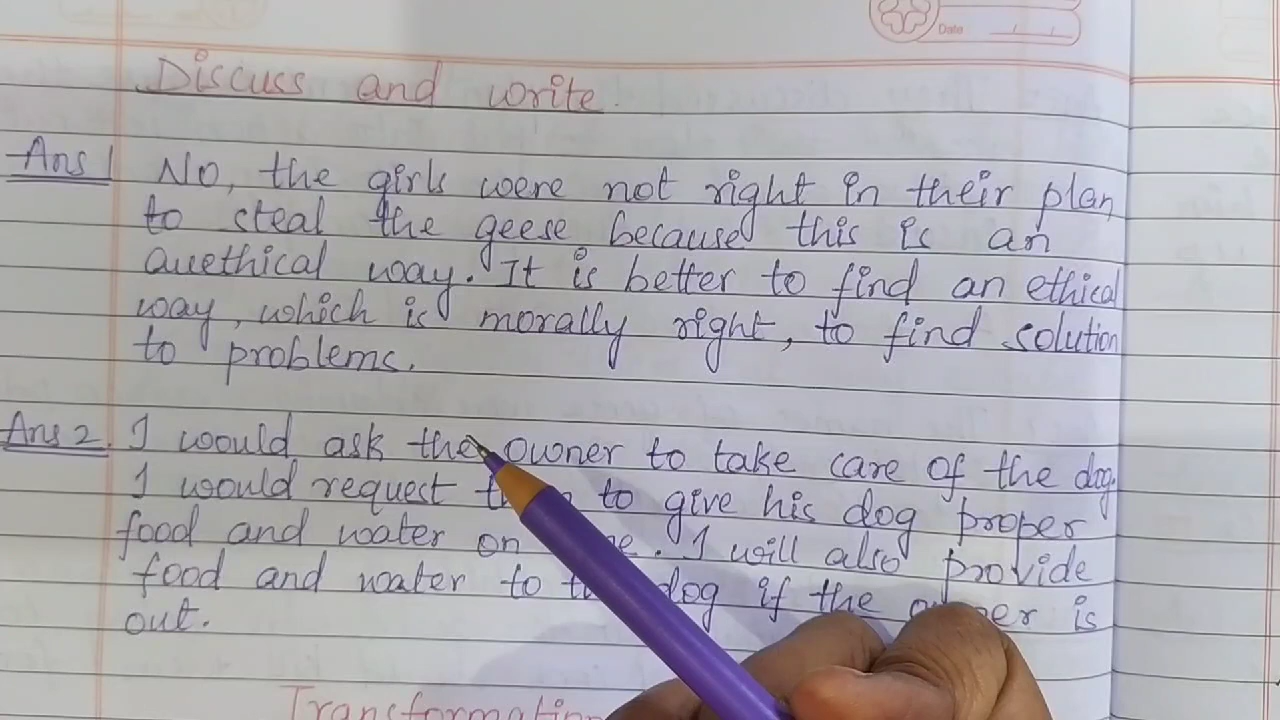 Date
Discuss and write.
Ans 1 No, the girls were not right in their plan
to steal the geese because this is an
auethical way. It is better to find an ethical
way, which is morally right, to find solution
to problems.
Ans 2. I would ask the owner to take care of the dog.
I would request to give his dog proper
food and water on . I will also provide
food and water to dog if the is
out.
Transformation